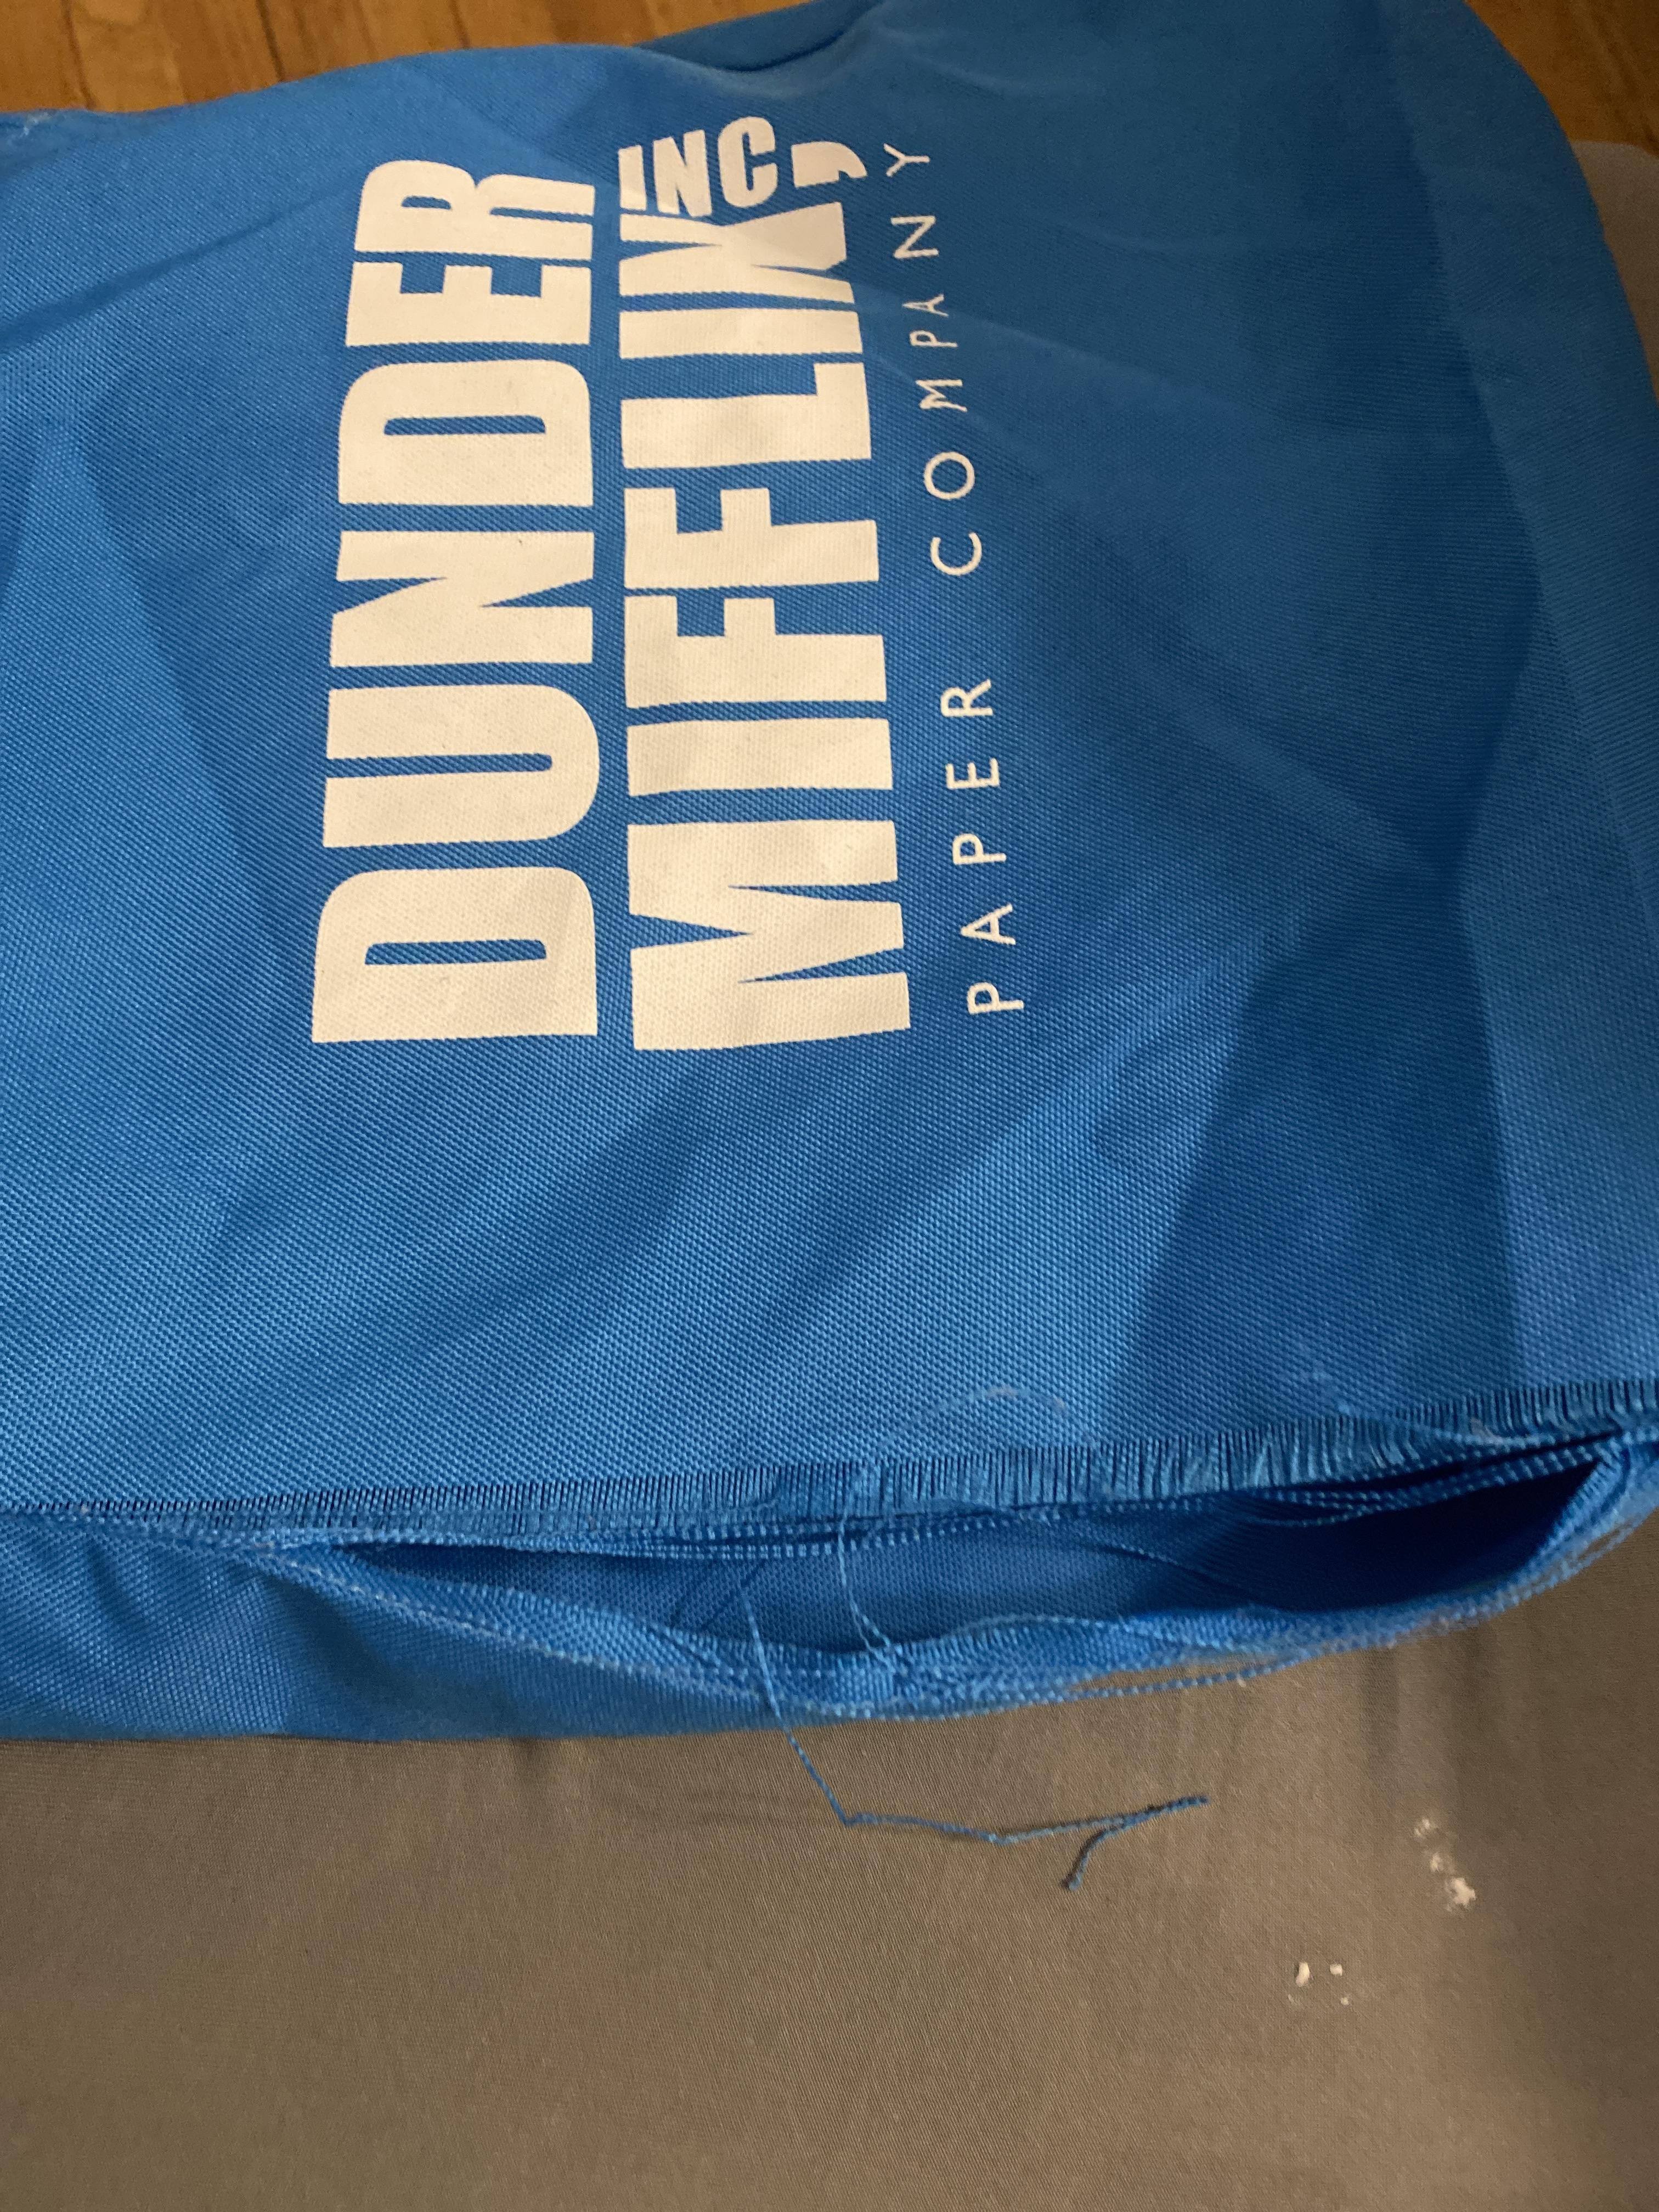 DUNDER
MIFFLIN,
INC
PAPER COMPANY